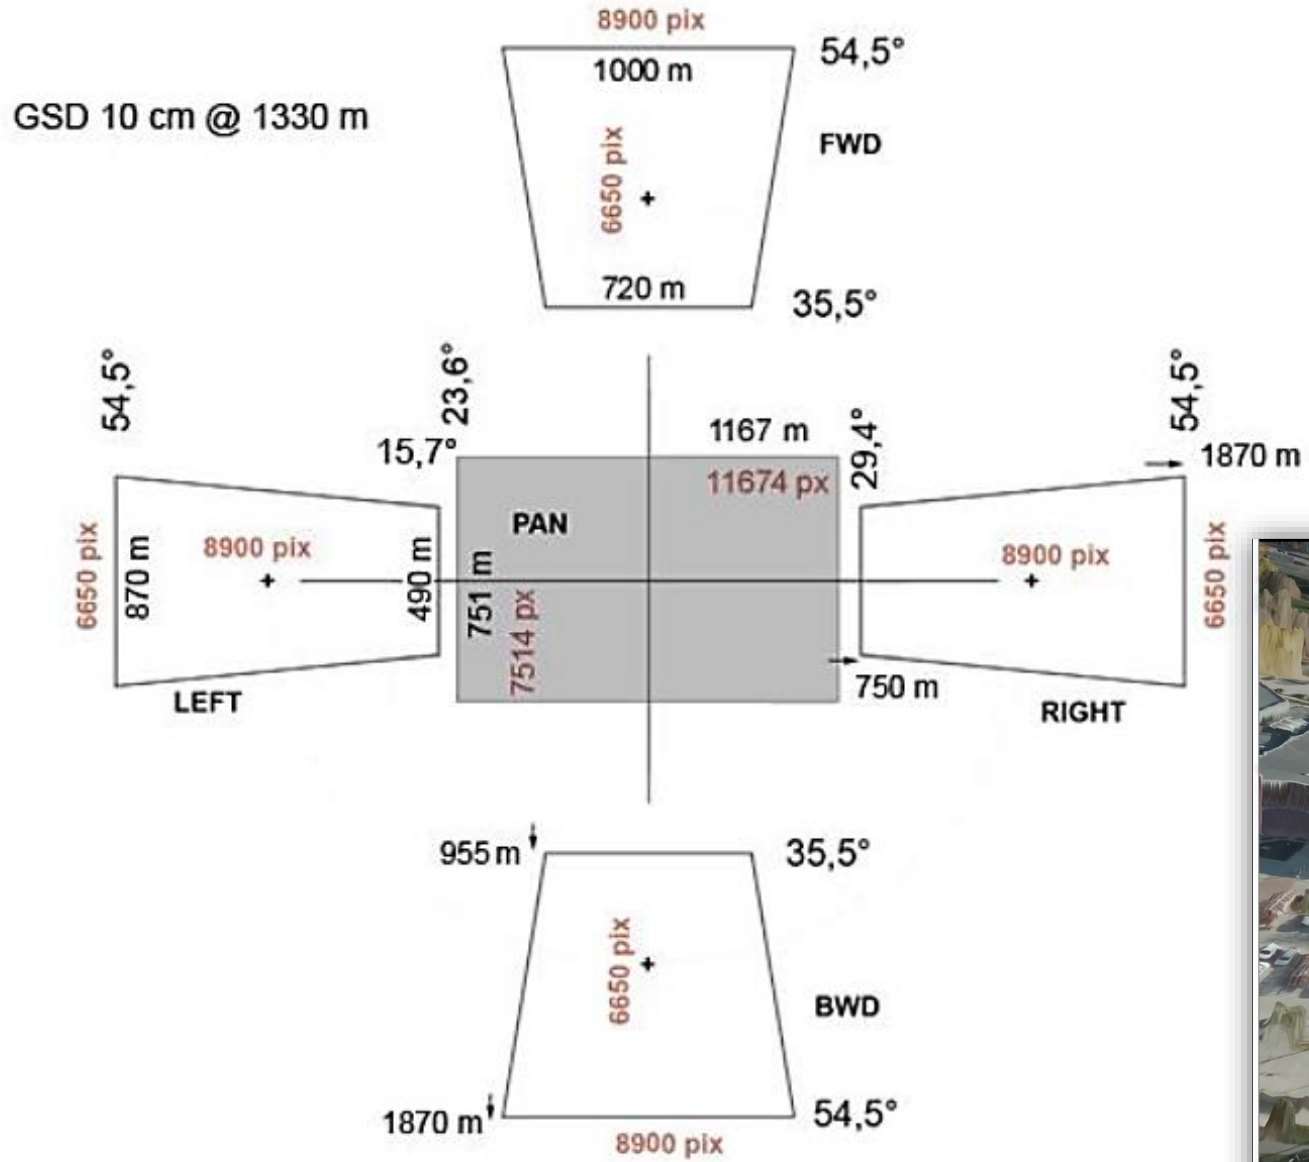 8900 pix
54,5°
1000 m
GSD 10 cm @ 1330 m
FWD
6650 pix
720 m
35,5°
54,5°
23,6°
15,7°
1167 m
29,4°
54,5°
1870 m
11674 px
PAN
6650 pix
870 m
8900 pix
490 m
751 m
7514 px
8900 pix
6650 pix
LEFT
750 m
RIGHT
955 m
35,5°
6650 pix
BWD
1870 m
54,5°
8900 pix